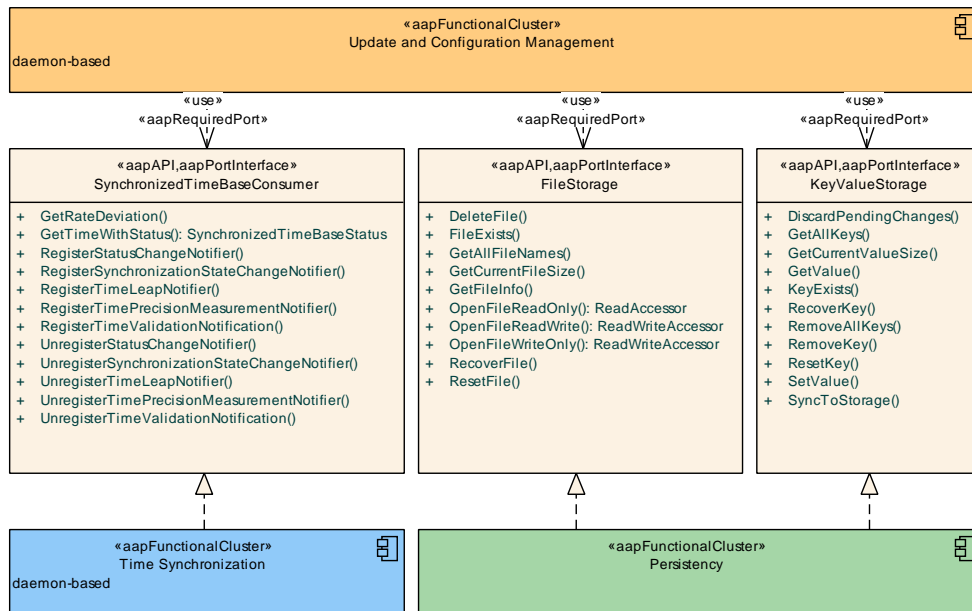 «aapFunctionalCluster»
Update and Configuration Management
daemon-based
«use»
«aapRequiredPort»
«use»
«aapRequiredPort»
«use»
«aapRequiredPort»
«aapAPI,aapPortInterface»
SynchronizedTimeBaseConsumer
+ GetRateDeviation()
+ GetTimeWithStatus(): SynchronizedTimeBaseStatus
+ RegisterStatusChangeNotifier()
+ RegisterSynchronizationStateChangeNotifier()
+ RegisterTimeLeapNotifier()
+ RegisterTimePrecisionMeasurementNotifier()
+ RegisterTimeValidationNotification()
+ UnregisterStatusChangeNotifier()
+ UnregisterSynchronizationStateChangeNotifier()
+ UnregisterTimeLeapNotifier()
+ UnregisterTimePrecisionMeasurementNotifier()
+ UnregisterTimeValidationNotification()
«aapAPI,aapPortInterface»
FileStorage
+ DeleteFile()
+ FileExists()
+ GetAllFileNames()
+ GetCurrentFileSize()
+ GetFileInfo()
+ OpenFileReadOnly(): ReadAccessor
+ OpenFileReadWrite(): ReadWriteAccessor
+ OpenFileWriteOnly(): ReadWriteAccessor
+ RecoverFile()
+ ResetFile()
«aapAPI,aapPortInterface»
KeyValueStorage
+ DiscardPendingChanges()
+ GetAllKeys()
+ GetCurrentValueSize()
+ GetValue()
+ KeyExists()
+ RecoverKey()
+ RemoveAllKeys()
+ RemoveKey()
+ ResetKey()
+ SetValue()
+ SyncToStorage()
«aapFunctionalCluster»
Time Synchronization
daemon-based
«aapFunctionalCluster»
Persistency